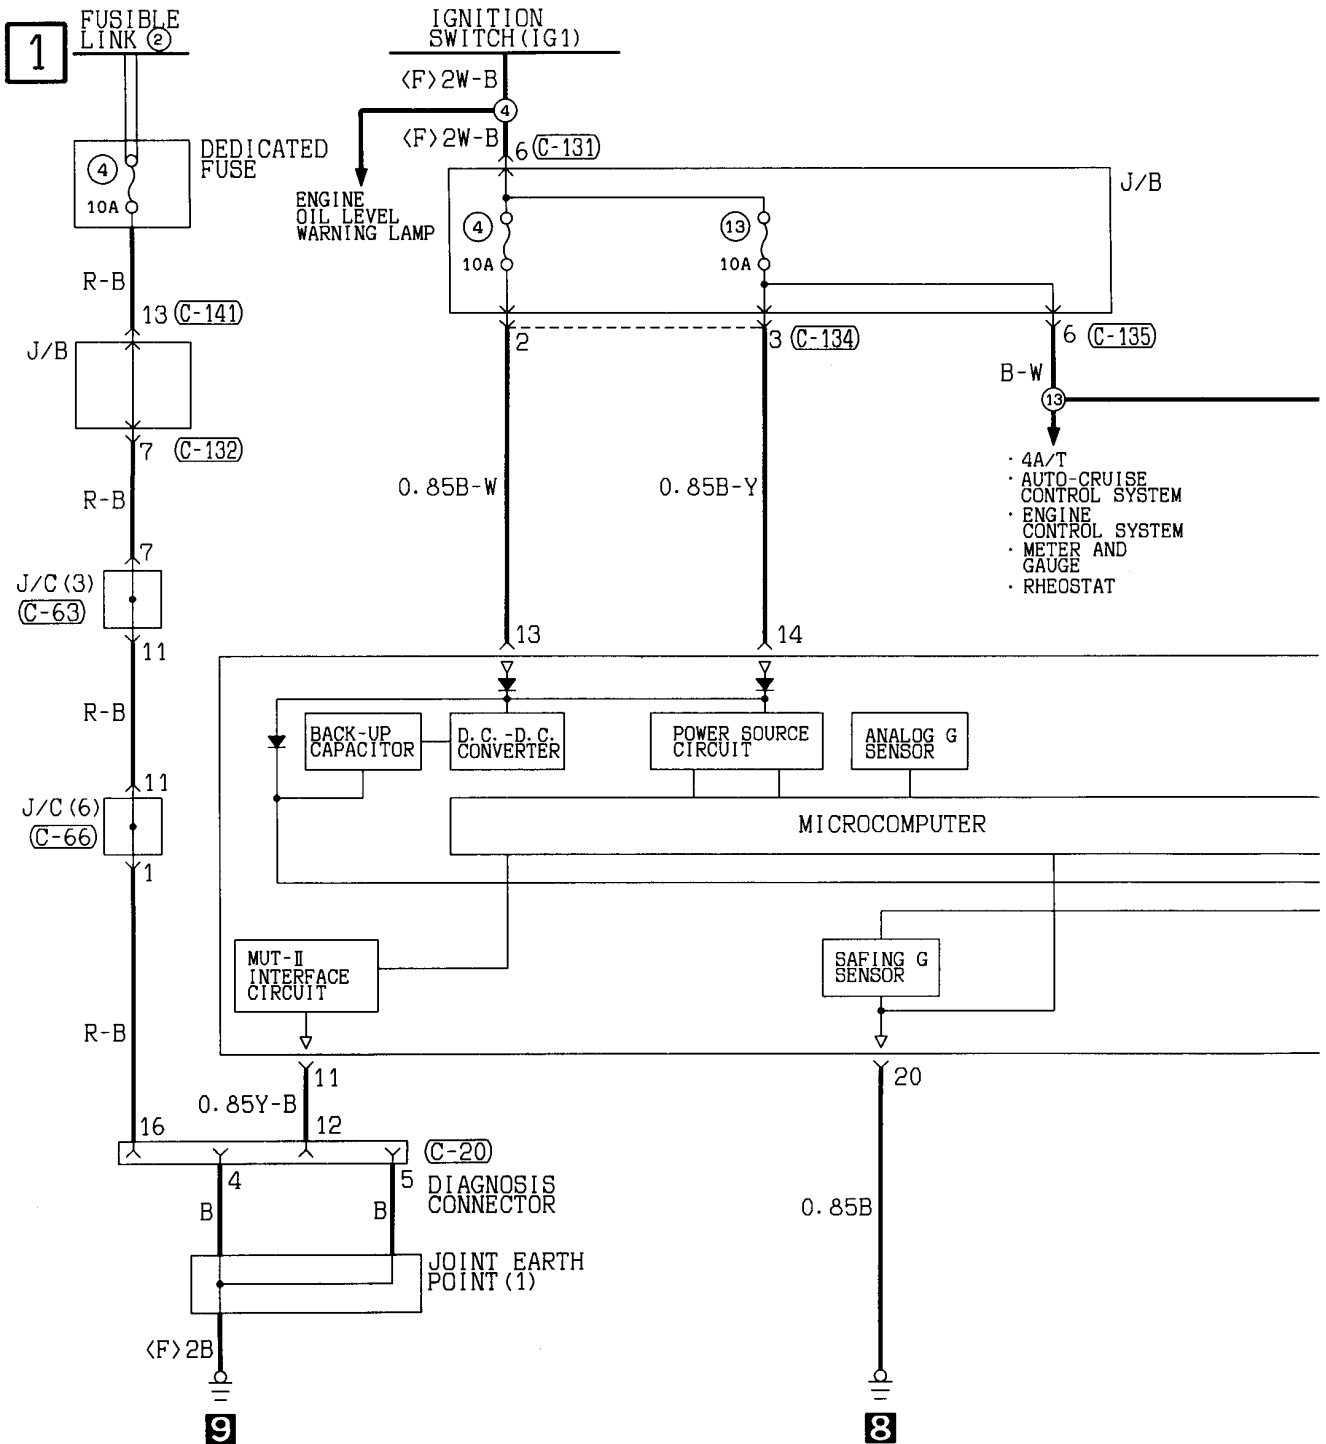 1
FUSIBLE
LINK ②
IGNITION
SWITCH(IG1)
<F>2W-B
4
<F>2W-B
6 (C-131)
DEDICATED
FUSE
4
10A
ENGINE
OIL LEVEL
WARNING LAMP
J/B
4
10A
13
10A
R-B
13 (C-141)
J/B
2
3 (C-134)
6 (C-135)
B-W
13
7 (C-132)
R-B
0.85B-W
0.85B-Y
· 4A/T
· AUTO-CRUISE
CONTROL SYSTEM
· ENGINE
CONTROL SYSTEM
· METER AND
GAUGE
· RHEOSTAT
7
J/C(3)
(C-63)
11
13
14
R-B
BACK-UP
CAPACITOR
D.C.-D.C.
CONVERTER
POWER SOURCE
CIRCUIT
ANALOG G
SENSOR
11
J/C(6)
(C-66)
MICROCOMPUTER
1
MUT-Ⅱ
INTERFACE
CIRCUIT
SAFING G
SENSOR
R-B
11
20
0.85Y-B
16
12
(C-20)
4
5
DIAGNOSIS
CONNECTOR
B
B
0.85B
JOINT EARTH
POINT(1)
<F>2B
9
8